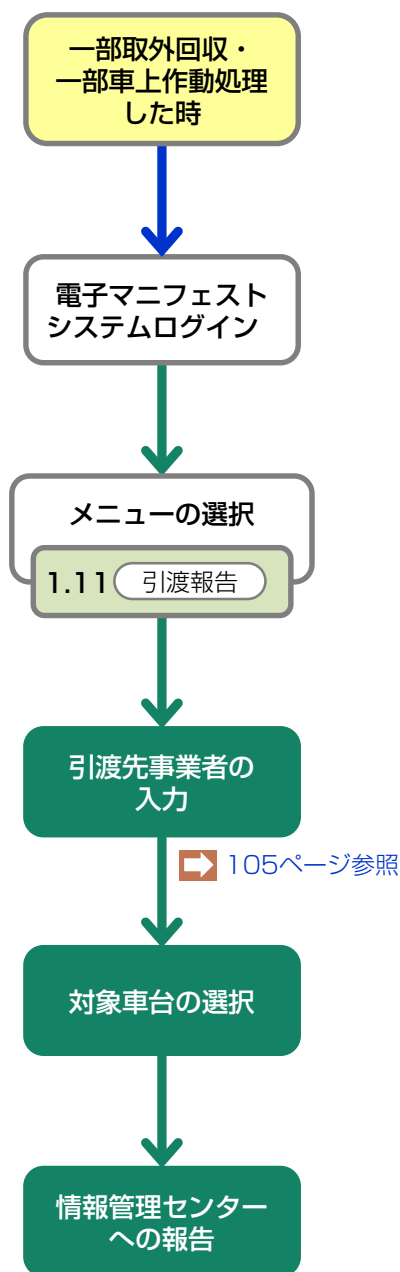 一部取外回収・
一部車上作動処理
した時
電子マニフェスト
システムログイン
メニューの選択
1.11 引渡報告
引渡先事業者の
入力
105ページ参照
対象車台の選択
情報管理センター
への報告